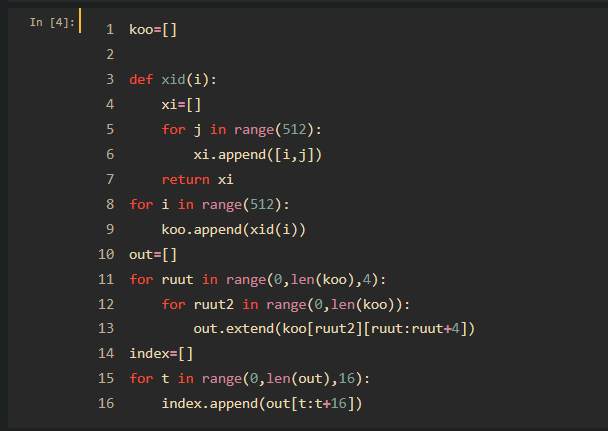 In [4]:
1 koo=[]
2
3 def xid(i):
4     xi=[]
5     for j in range(512):
6         xi.append([i,j])
7     return xi
8 for i in range(512):
9     koo.append(xid(i))
10 out=[]
11 for ruut in range(0,len(koo),4):
12     for ruut2 in range(0,len(koo)):
13         out.extend(koo[ruut2][ruut:ruut+4])
14 index=[]
15 for t in range(0,len(out),16):
16     index.append(out[t:t+16])